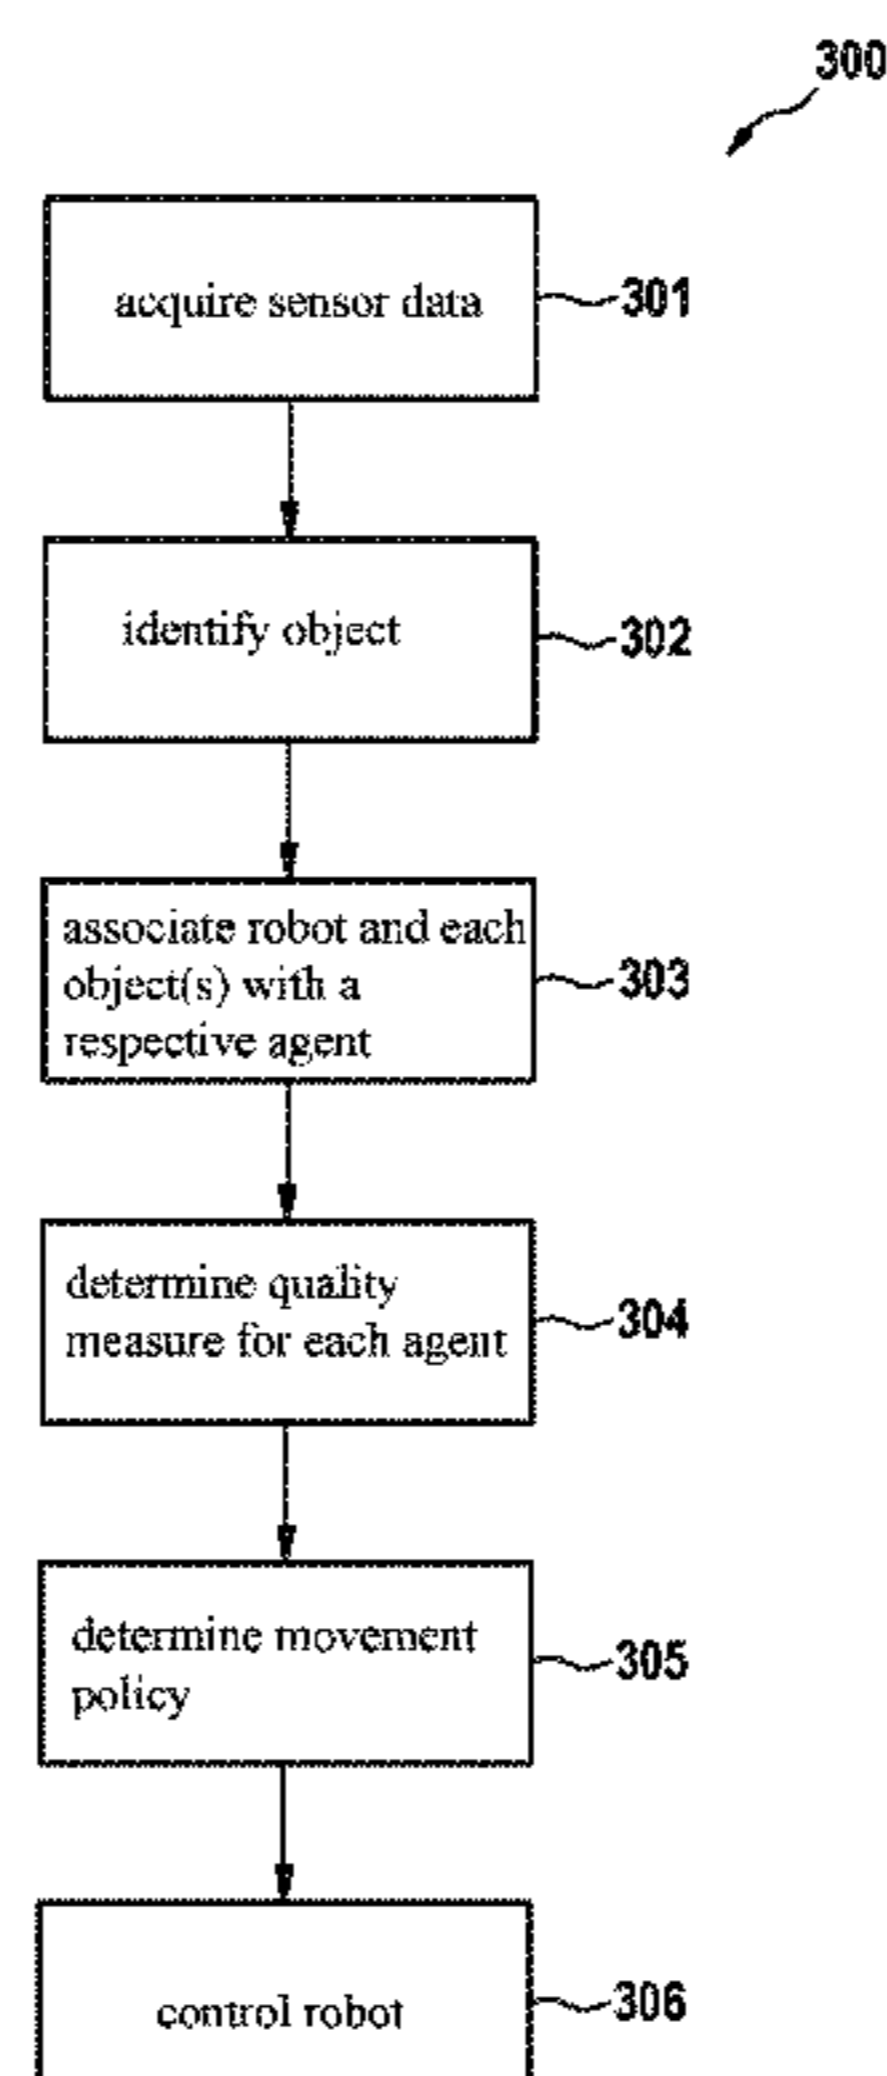 300
acquire sensor data
301
identify object
302
associate robot and each
object(s) with a
respective agent
303
determine quality
measure for each agent
304
determine movement
policy
305
control robot
306